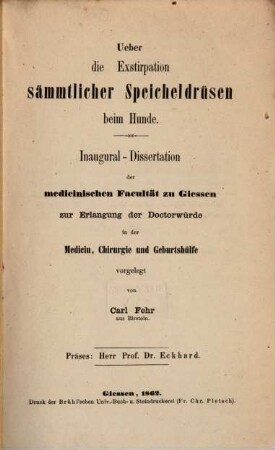 Ueber
die Exstirpation
sämmtlicher Speicheldrüsen
beim Hunde.
Inaugural-Dissertation
der
medicinischen Facultät zu Giessen
zur Erlangung der Doctorwürde
in der
Medicin, Chirurgie und Geburtshülfe
vorgelegt
von
Carl Fehr
aus Birstein.
Präses: Herr Prof. Dr. Eckhard.
Giessen, 1862.
Druck der Brühl'schen Univ.-Buch- u. Steindruckerei (Fr. Chr. Pietsch).